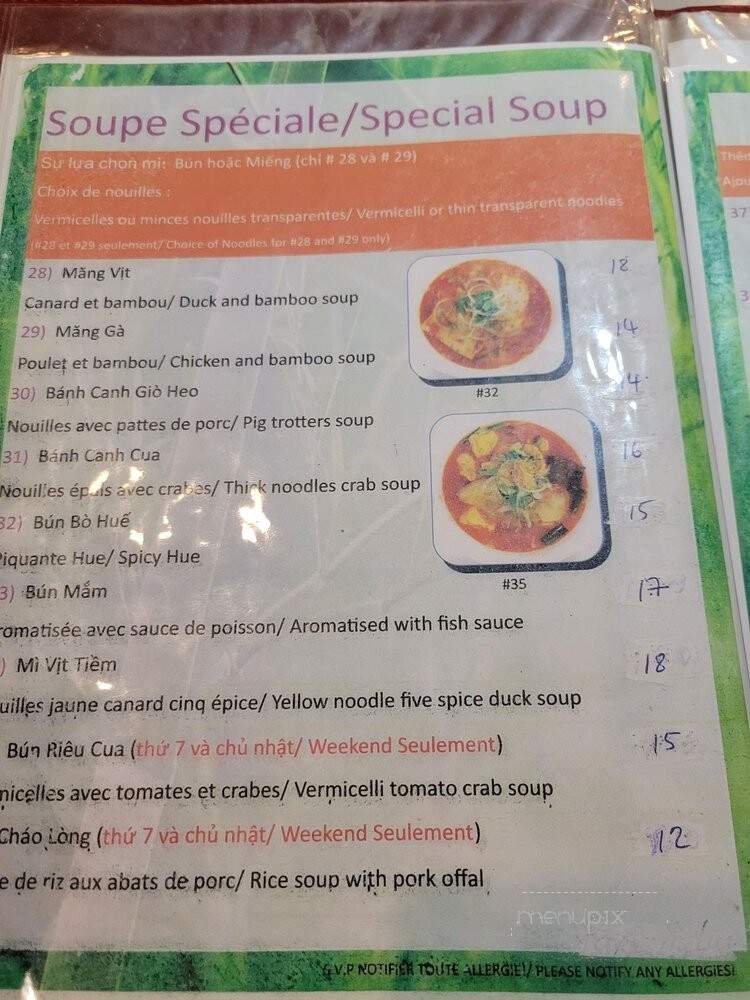 Soupe Spéciale/Special Soup
Sự lựa chọn mì: Bún hoặc Miếng (chỉ # 28 và # 29)
Choix de nouilles :
Vermicelles ou minces nouilles transparentes/ Vermicelli or thin transparent noodles
(#28 et #29 seulement/ Choice of Noodles for #28 and #29 only)
28) Măng Vịt 18
Canard et bambou/ Duck and bamboo soup
29) Măng Gà 14
Poulet et bambou/ Chicken and bamboo soup
30) Bánh Canh Giò Heo 14
#32
Nouilles avec pattes de porc/ Pig trotters soup
31) Bánh Canh Cua 16
Nouilles épais avec crabes/ Thick noodles crab soup
32) Bún Bò Huế 15
Piquante Hue/ Spicy Hue
#35
3) Bún Mắm 17
romatisée avec sauce de poisson/ Aromatised with fish sauce
) Mì Vịt Tiềm 18
uilles jaune canard cinq épice/ Yellow noodle five spice duck soup
Bún Riêu Cua (thứ 7 và chủ nhật/ Weekend Seulement) 15
micelles avec tomates et crabes/ Vermicelli tomato crab soup
Cháo Lòng (thứ 7 và chủ nhật/ Weekend Seulement) 12
e de riz aux abats de porc/ Rice soup with pork offal
menupix
S.V.P NOTIFIER TOUTE ALLERGIE!/ PLEASE NOTIFY ANY ALLERGIES!
Thêm
Ajou
37
3